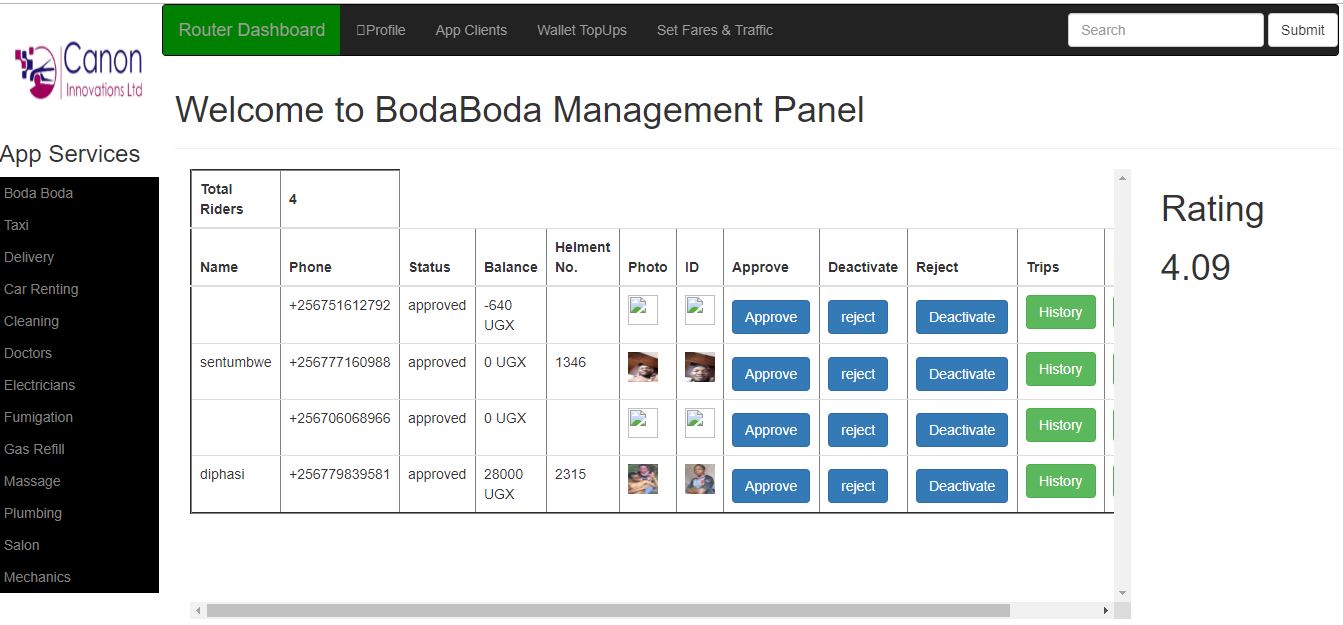 Canon
Innovations Ltd
Router Dashboard Profile App Clients Wallet TopUps Set Fares & Traffic Search Submit
Welcome to BodaBoda Management Panel
App Services
Boda Boda
Taxi
Delivery
Car Renting
Cleaning
Doctors
Electricians
Fumigation
Gas Refill
Massage
Plumbing
Salon
Mechanics
Total
Riders 4
Helment
Name Phone Status Balance No. Photo ID Approve Deactivate Reject Trips
+256751612792 approved -640
UGX Approve reject Deactivate History
sentumbwe +256777160988 approved 0 UGX 1346 Approve reject Deactivate History
+256706068966 approved 0 UGX Approve reject Deactivate History
diphasi +256779839581 approved 28000 2315
UGX Approve reject Deactivate History
Rating
4.09